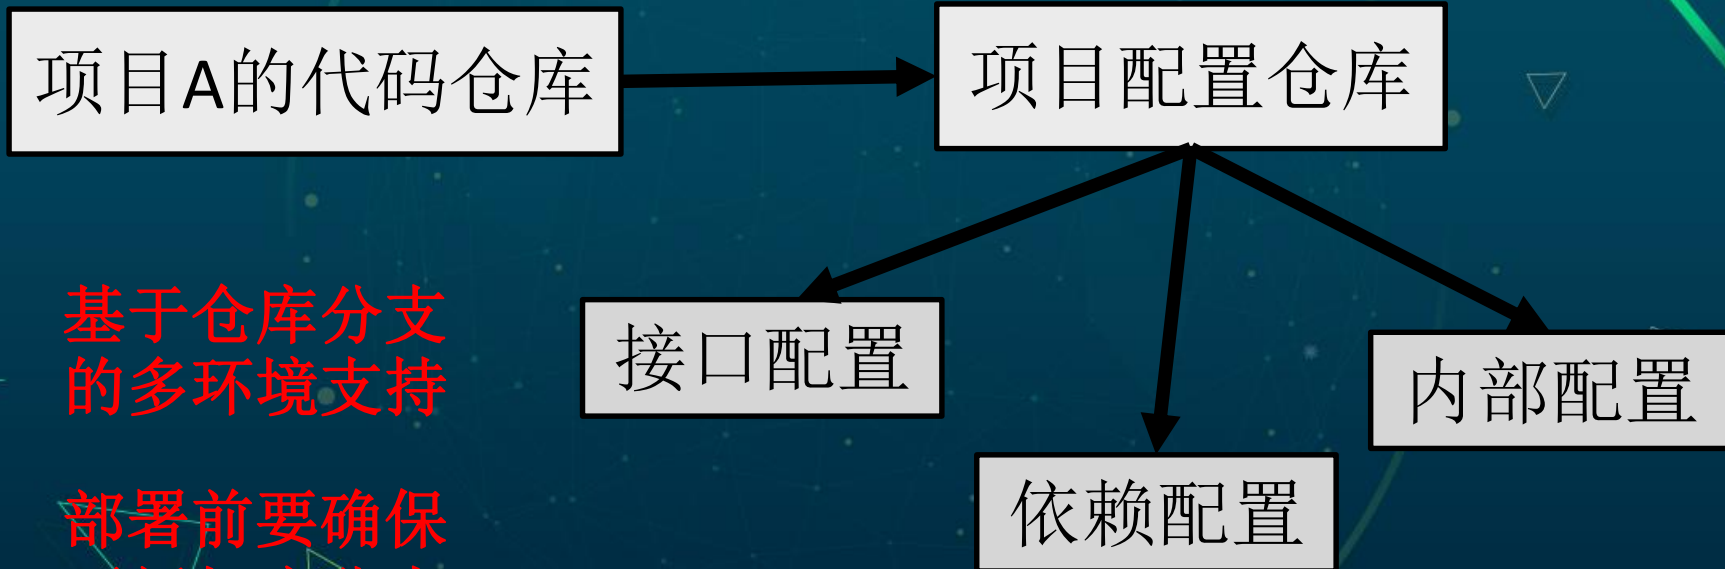 项目A的代码仓库
项目配置仓库
接口配置
内部配置
依赖配置
基于仓库分支
的多环境支持
部署前要确保